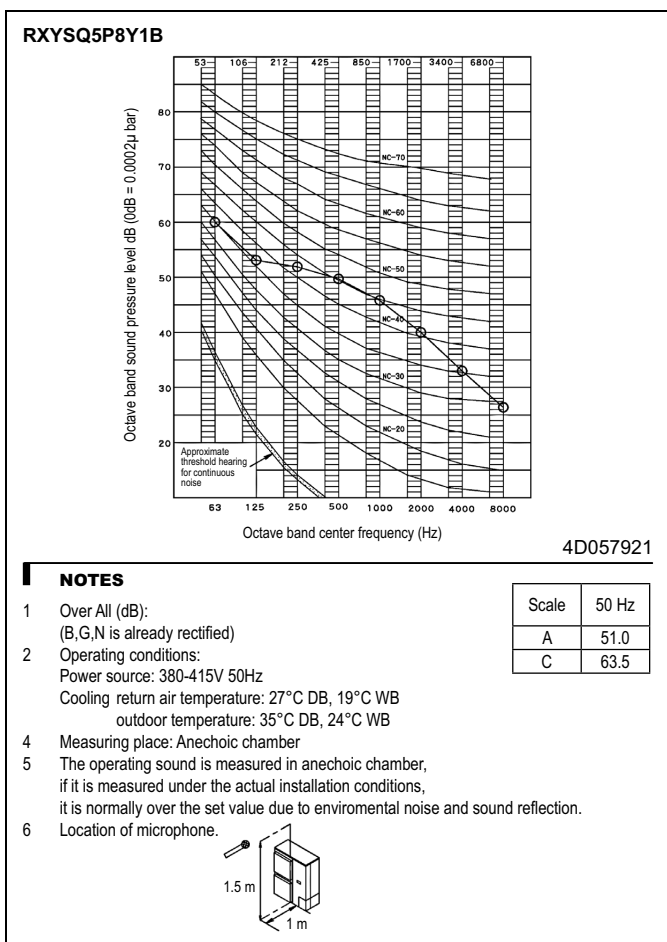 RXYSQ5P8Y1B
53 106 212 425 850 1700 3400 6800
Octave band sound pressure level dB (0dB = 0.0002µ bar)
80
70
60
50
40
30
20
NC-70
NC-60
NC-50
NC-40
NC-30
NC-20
Approximate
threshold hearing
for continuous
noise
63 125 250 500 1000 2000 4000 8000
Octave band center frequency (Hz)
4D057921
NOTES
1 Over All (dB):
(B,G,N is already rectified)
2 Operating conditions:
Power source: 380-415V 50Hz
Cooling return air temperature: 27°C DB, 19°C WB
outdoor temperature: 35°C DB, 24°C WB
4 Measuring place: Anechoic chamber
5 The operating sound is measured in anechoic chamber,
if it is measured under the actual installation conditions,
it is normally over the set value due to enviromental noise and sound reflection.
6 Location of microphone.
1.5 m
1 m
Scale 50 Hz
A 51.0
C 63.5